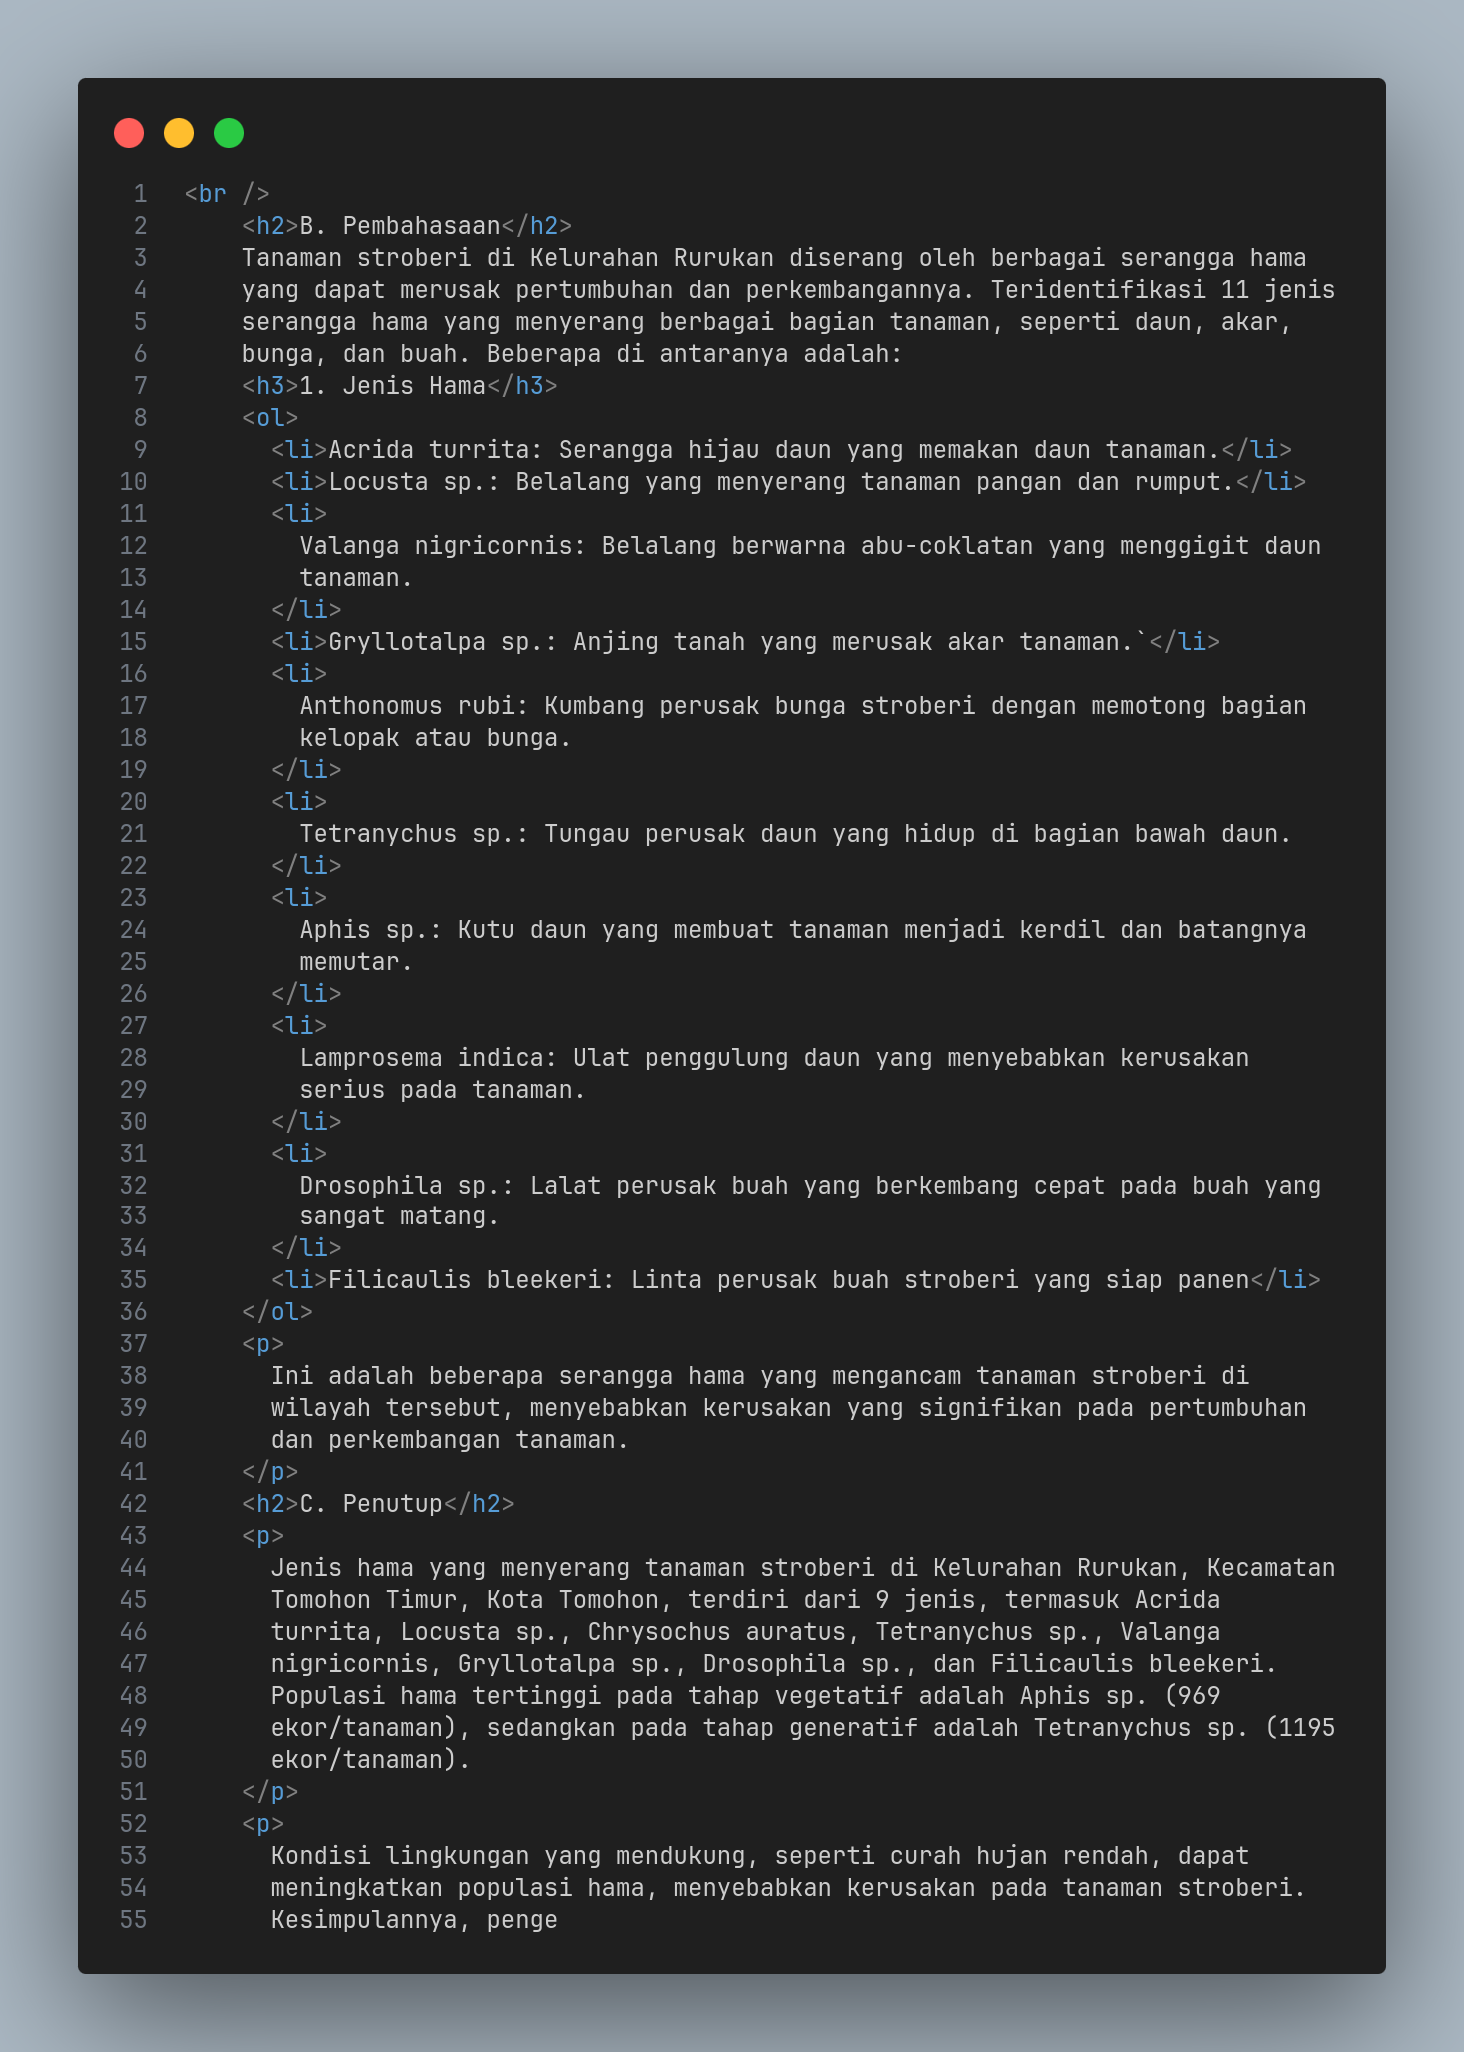 1 <br />
2 <h2>B. Pembahasaan</h2>
3 Tanaman stroberi di Kelurahan Rurukan diserang oleh berbagai serangga hama
4 yang dapat merusak pertumbuhan dan perkembangannya. Teridentifikasi 11 jenis
5 serangga hama yang menyerang berbagai bagian tanaman, seperti daun, akar,
6 bunga, dan buah. Beberapa di antaranya adalah:
7 <h3>1. Jenis Hama</h3>
8 <ol>
9 <li>Acrida turrita: Serangga hijau daun yang memakan daun tanaman.</li>
10 <li>Locusta sp.: Belalang yang menyerang tanaman pangan dan rumput.</li>
11 <li>
12 Valanga nigricornis: Belalang berwarna abu-coklatan yang menggigit daun
13 tanaman.
14 </li>
15 <li>Gryllotalpa sp.: Anjing tanah yang merusak akar tanaman.`</li>
16 <li>
17 Anthonomus rubi: Kumbang perusak bunga stroberi dengan memotong bagian
18 kelopak atau bunga.
19 </li>
20 <li>
21 Tetranychus sp.: Tungau perusak daun yang hidup di bagian bawah daun.
22 </li>
23 <li>
24 Aphis sp.: Kutu daun yang membuat tanaman menjadi kerdil dan batangnya
25 memutar.
26 </li>
27 <li>
28 Lamprosema indica: Ulat penggulung daun yang menyebabkan kerusakan
29 serius pada tanaman.
30 </li>
31 <li>
32 Drosophila sp.: Lalat perusak buah yang berkembang cepat pada buah yang
33 sangat matang.
34 </li>
35 <li>Filicaulis bleekeri: Linta perusak buah stroberi yang siap panen</li>
36 </ol>
37 <p>
38 Ini adalah beberapa serangga hama yang mengancam tanaman stroberi di
39 wilayah tersebut, menyebabkan kerusakan yang signifikan pada pertumbuhan
40 dan perkembangan tanaman.
41 </p>
42 <h2>C. Penutup</h2>
43 <p>
44 Jenis hama yang menyerang tanaman stroberi di Kelurahan Rurukan, Kecamatan
45 Tomohon Timur, Kota Tomohon, terdiri dari 9 jenis, termasuk Acrida
46 turrita, Locusta sp., Chrysochus auratus, Tetranychus sp., Valanga
47 nigricornis, Gryllotalpa sp., Drosophila sp., dan Filicaulis bleekeri.
48 Populasi hama tertinggi pada tahap vegetatif adalah Aphis sp. (969
49 ekor/tanaman), sedangkan pada tahap generatif adalah Tetranychus sp. (1195
50 ekor/tanaman).
51 </p>
52 <p>
53 Kondisi lingkungan yang mendukung, seperti curah hujan rendah, dapat
54 meningkatkan populasi hama, menyebabkan kerusakan pada tanaman stroberi.
55 Kesimpulannya, penge